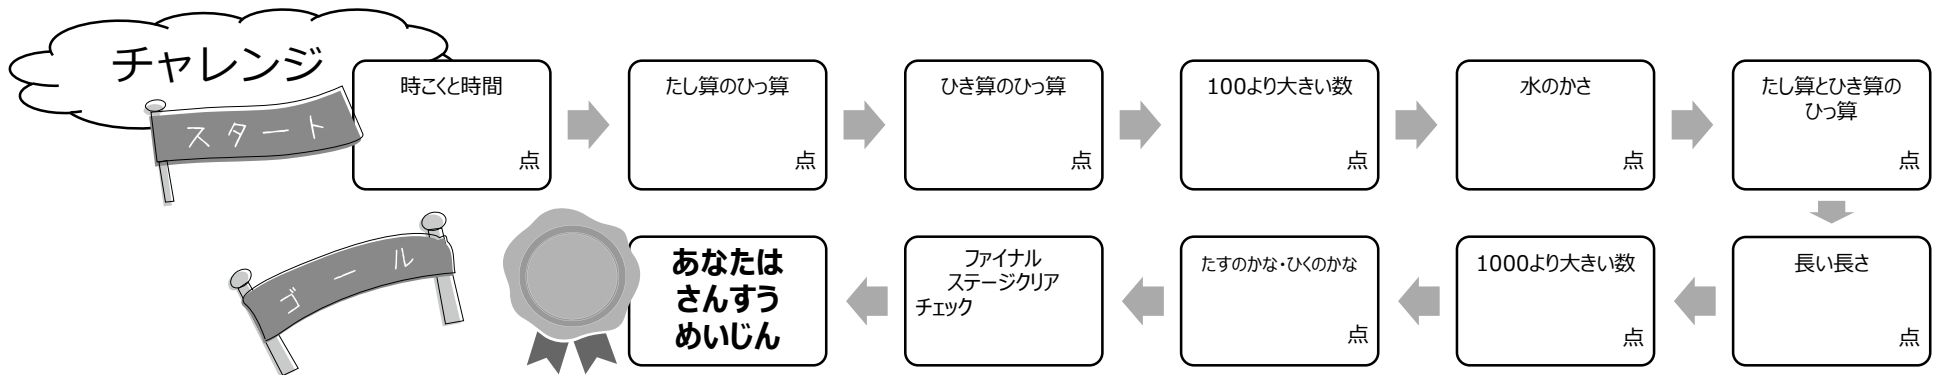 チャレンジ
スタート
時こくと時間
点
たし算のひっ算
点
ひき算のひっ算
点
100より大きい数
点
水のかさ
点
たし算とひき算の
ひっ算
点
長い長さ
点
1000より大きい数
点
たすのかな・ひくのかな
点
ファイナル
ステージクリア
チェック
あなたは
さんすう
めいじん
ゴール